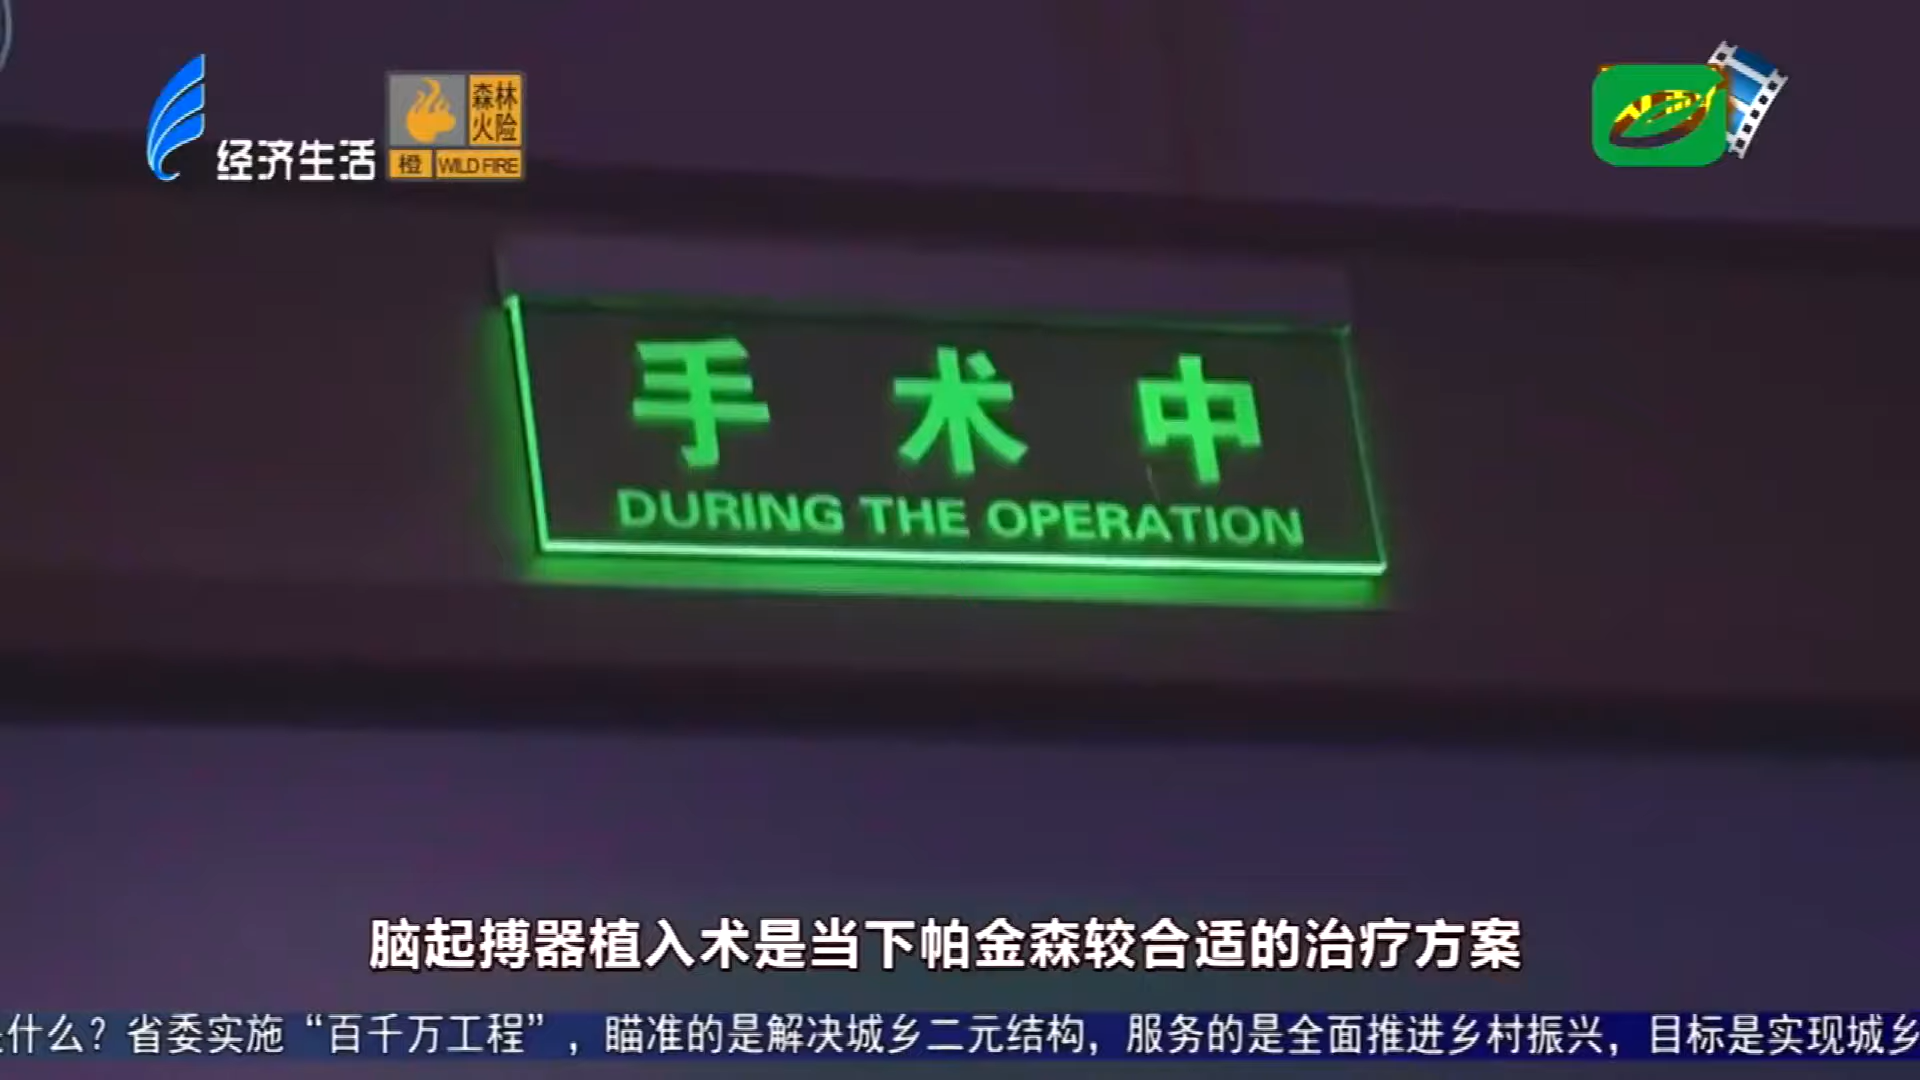 经济生活
森林
火险
橙 WILD FIRE
手术中
DURING THE OPERATION
脑起搏器植入术是当下帕金森较合适的治疗方案
什么？省委实施“百千万工程”，瞄准的是解决城乡二元结构，服务的是全面推进乡村振兴，目标是实现城乡